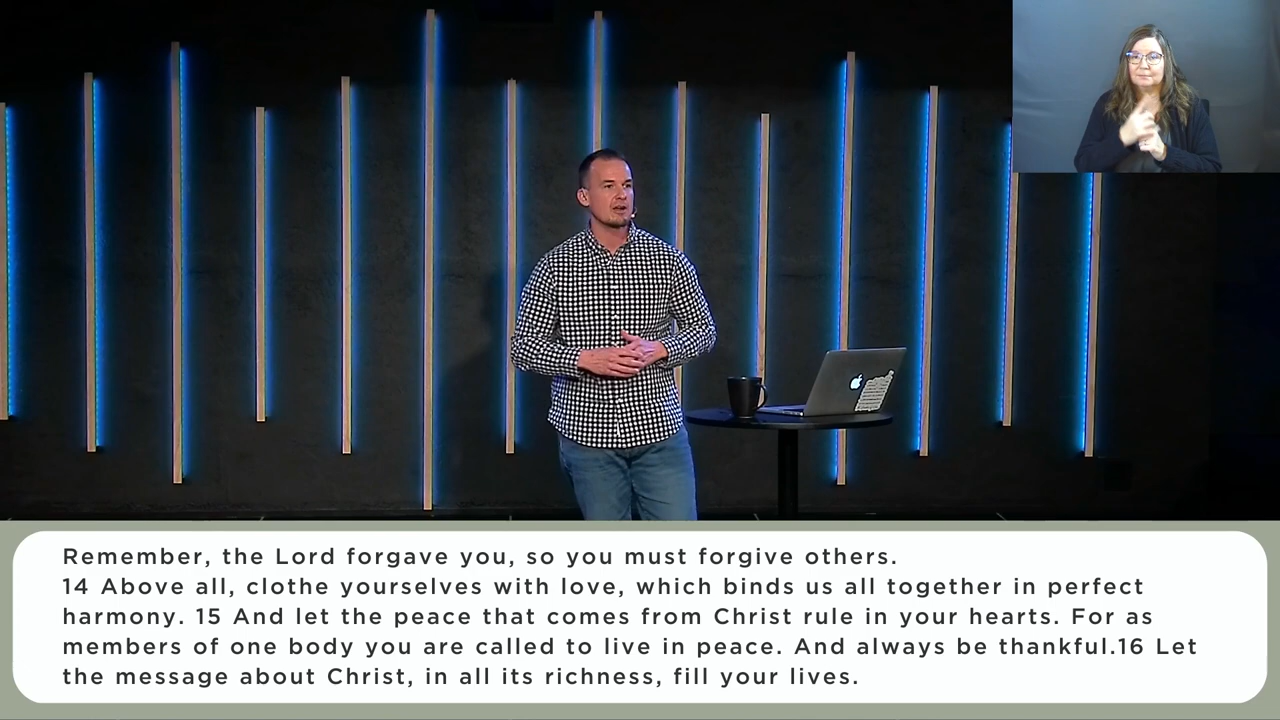 Remember, the Lord forgave you, so you must forgive others.
14 Above all, clothe yourselves with love, which binds us all together in perfect
harmony. 15 And let the peace that comes from Christ rule in your hearts. For as
members of one body you are called to live in peace. And always be thankful.16 Let
the message about Christ, in all its richness, fill your lives.